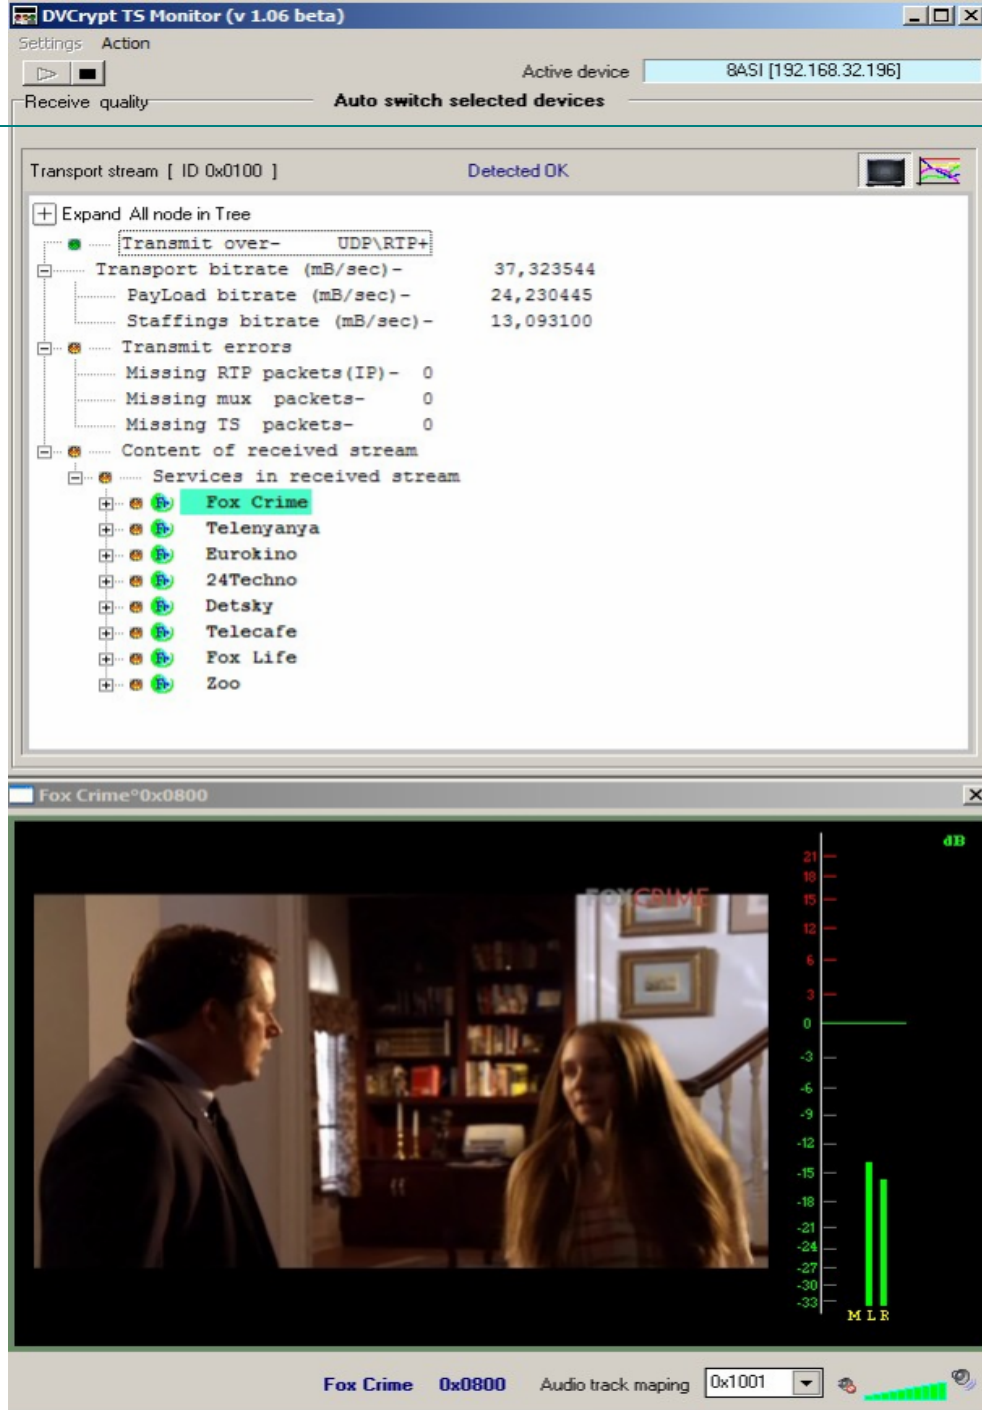 DVCrypt TS Monitor (v 1.06 beta)
Settings Action
Active device 8ASI [192.168.32.196]
Receive quality Auto switch selected devices
Transport stream [ ID 0x0100 ] Detected OK
Expand All node in Tree
Transmit over- UDP\RTP+
Transport bitrate (mB/sec)- 37,323544
PayLoad bitrate (mB/sec)- 24,230445
Staffings bitrate (mB/sec)- 13,093100
Transmit errors
Missing RTP packets(IP)- 0
Missing mux packets- 0
Missing TS packets- 0
Content of received stream
Services in received stream
Fox Crime
Telenyanya
Eurokino
24Techno
Detsky
Telecafe
Fox Life
Zoo
Fox Crime°0x0800
dB
21
18
FOXCRIME
15
12
6
3
0
-3
-6
-9
-12
-15
-18
-21
-24
-27
-30
-33
M L R
Fox Crime 0x0800 Audio track maping 0x1001